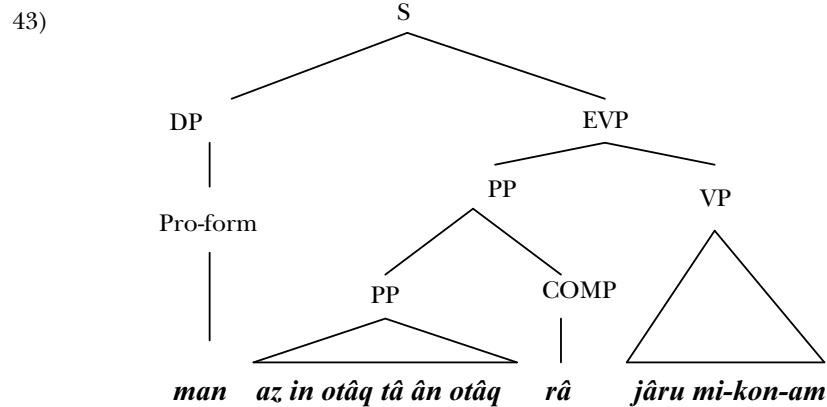 43)
S
DP EVP
PP VP
Pro-form
PP COMP
man az in otâq tâ ân otâq râ jâru mi-kon-am